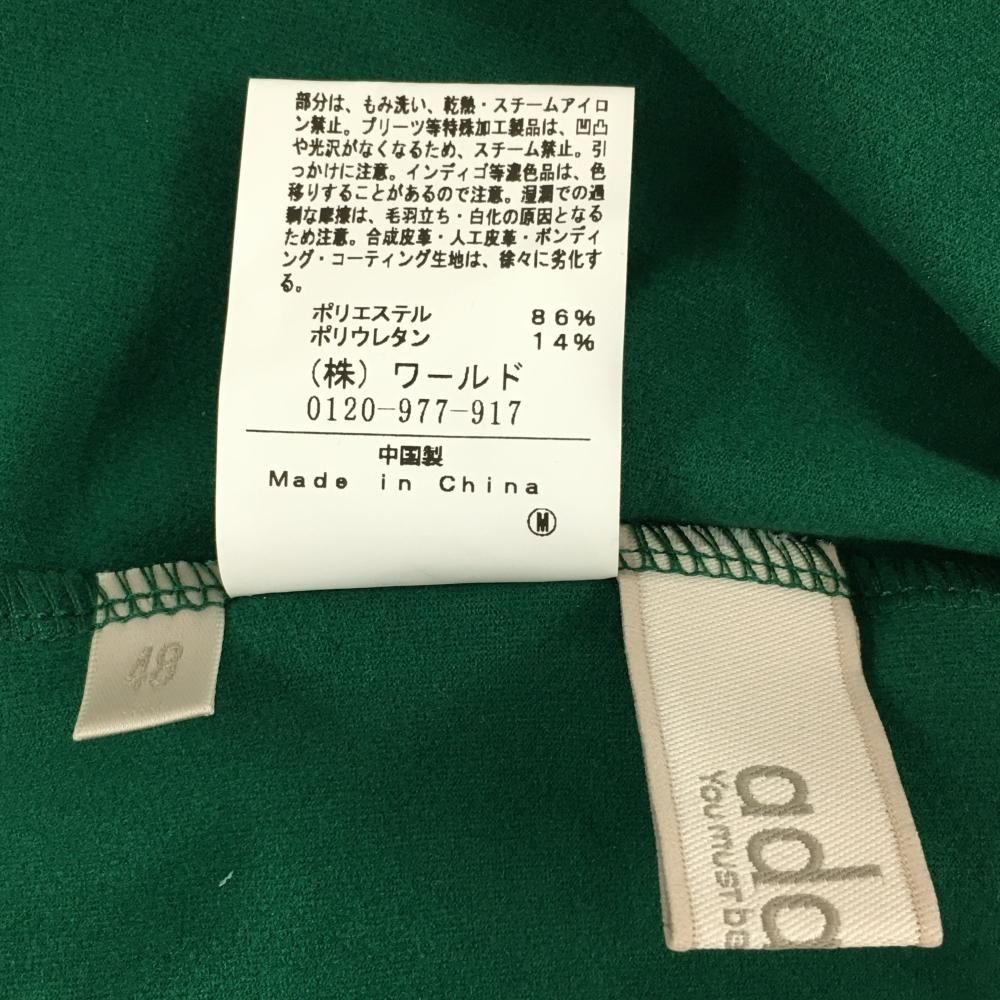 部分は、もみ洗い、乾熱・スチームアイロ
ン禁止。プリーツ等特殊加工製品は、凹凸
や光沢がなくなるため、スチーム禁止。引
っかけに注意。インディゴ等濃色品は、色
移りすることがあるので注意。湿潤での過
剰な摩擦は、毛羽立ち・白化の原因となる
ため注意。合成皮革・人工皮革・ボンディ
ング・コーティング生地は、徐々に劣化す
る。
ポリエステル 86%
ポリウレタン 14%
(株) ワールド
0120-977-917
中国製
Made in China
M
48
add
YOU MUST be